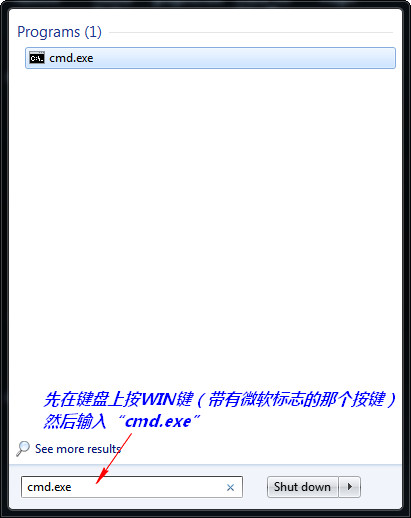 Programs (1)
C:\.
cmd.exe
先在键盘上按WIN键（带有微软标志的那个按键）
然后输入“cmd.exe”
See more results
cmd.exe
Shut down